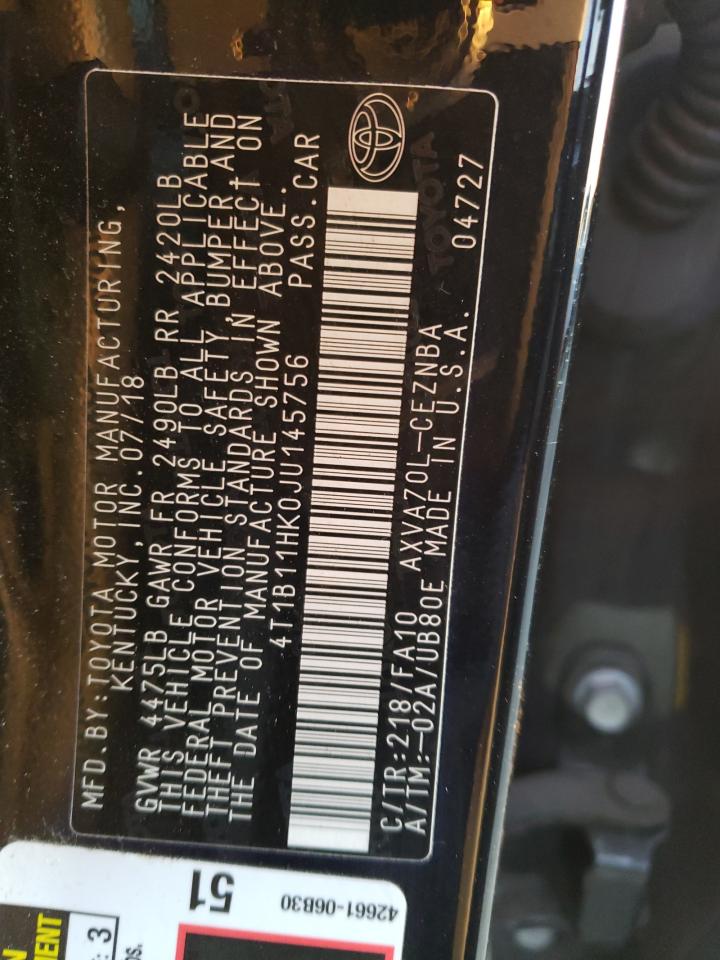 MFD.BY:TOYOTA MOTOR MANUFACTURING,
KENTUCKY, INC. 07/18
GVWR 4475LB GAWR FR 2490LB RR 2420LB
THIS VEHICLE CONFORMS TO ALL APPLICABLE
FEDERAL MOTOR VEHICLE SAFETY, BUMPER AND
THEFT PREVENTION STANDARDS IN EFFECT ON
THE DATE OF MANUFACTURE SHOWN ABOVE.
4T1B11HK0JU145756 PASS.CAR
C/TR:218/FA10 AXVA70L-CEZNBA
A/TM:-02A/UB80E MADE IN U.S.A. 04727
TOYOTA
51
42661-06B30
3